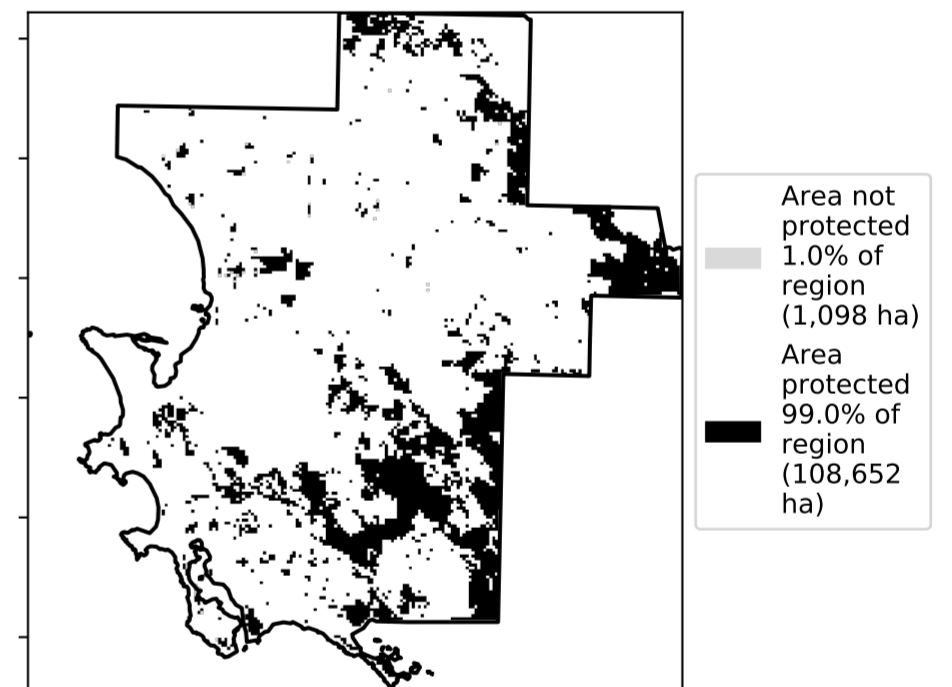 Area not
protected
1.0% of
region
(1,098 ha)
Area
protected
99.0% of
region
(108,652
ha)